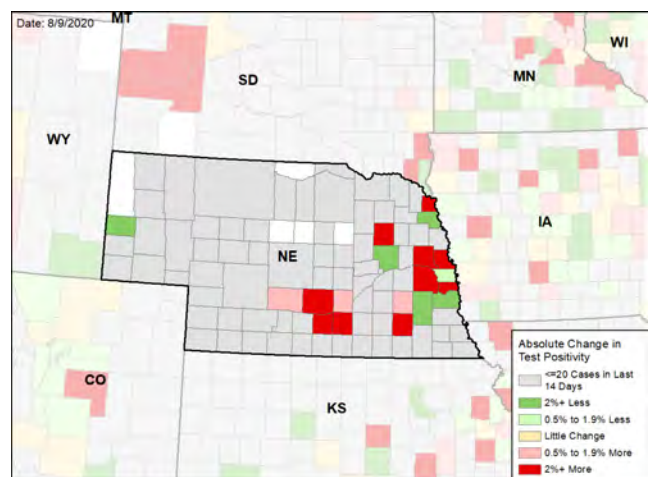 Date: 8/9/2020
MT
WI
SD
MN
WY
IA
NE
CO
KS
Absolute Change in
Test Positivity
<=20 Cases in Last
14 Days
2%+ Less
0.5% to 1.9% Less
Little Change
0.5% to 1.9% More
2%+ More